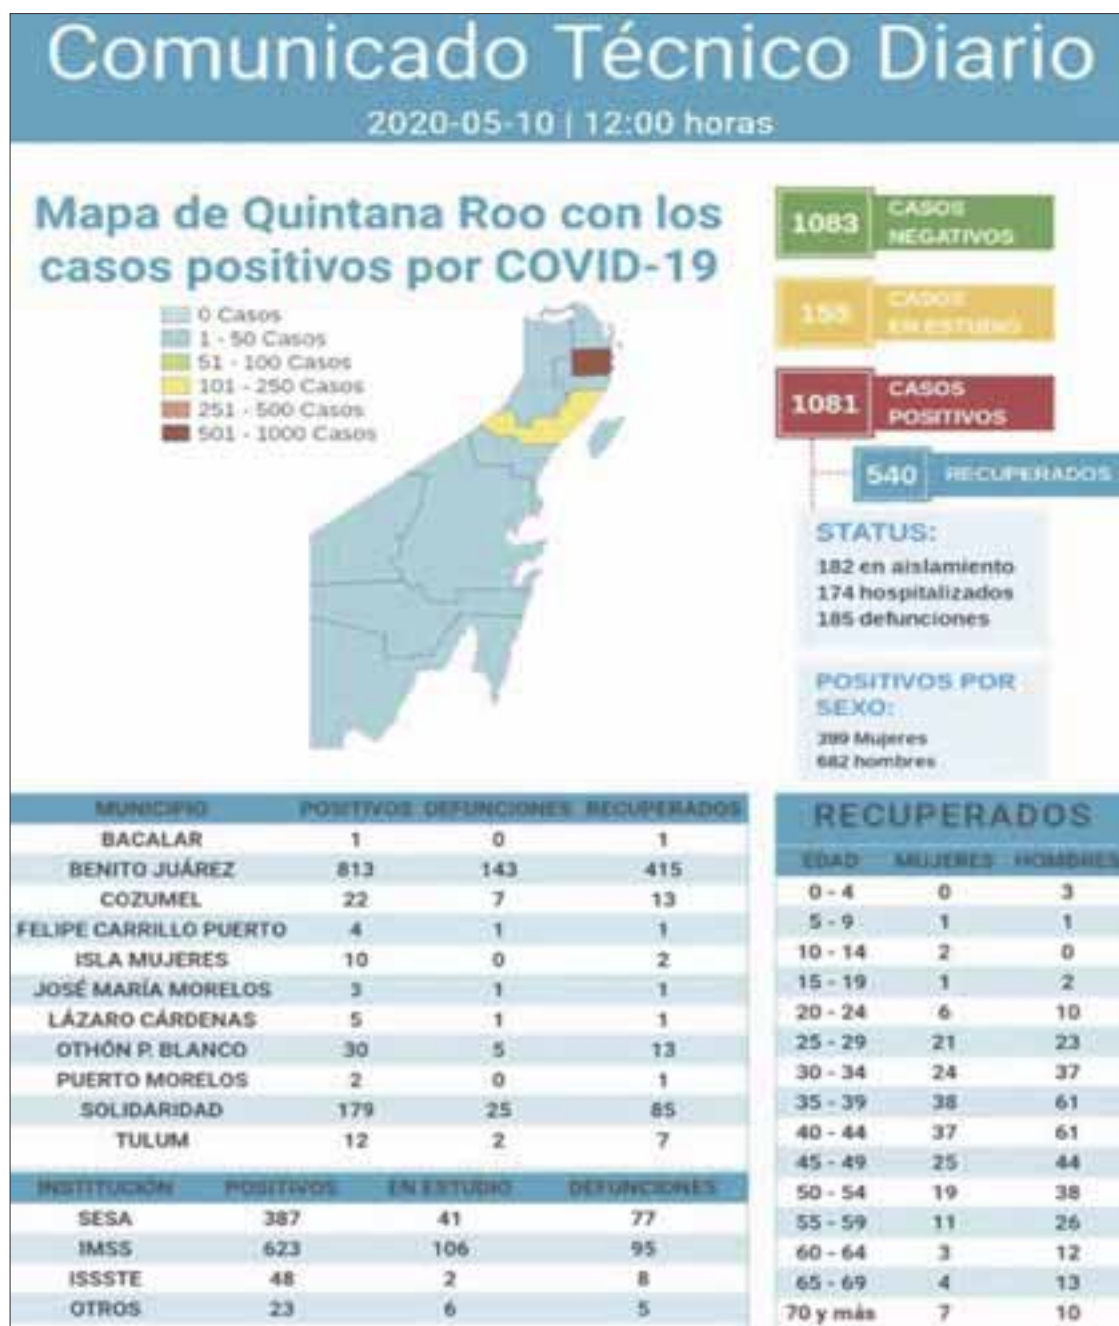 Comunicado Técnico Diario
2020-05-10 | 12:00 horas
Mapa de Quintana Roo con los
casos positivos por COVID-19
0 Casos
1 - 50 Casos
51 - 100 Casos
101 - 250 Casos
251 - 500 Casos
501 - 1000 Casos
1083 CASOS
NEGATIVOS
155 CASOS
EN ESTUDIO
1081 CASOS
POSITIVOS
540 RECUPERADOS
STATUS:
182 en aislamiento
174 hospitalizados
185 defunciones
POSITIVOS POR
SEXO:
399 Mujeres
682 hombres
MUNICIPIO POSITIVOS DEFUNCIONES RECUPERADOS
BACALAR 1 0 1
BENITO JUÁREZ 813 143 415
COZUMEL 22 7 13
FELIPE CARRILLO PUERTO 4 1 1
ISLA MUJERES 10 0 2
JOSÉ MARÍA MORELOS 3 1 1
LÁZARO CÁRDENAS 5 1 1
OTHÓN P. BLANCO 30 5 13
PUERTO MORELOS 2 0 1
SOLIDARIDAD 179 25 85
TULUM 12 2 7
INSTITUCIÓN POSITIVOS EN ESTUDIO DEFUNCIONES
SESA 387 41 77
IMSS 623 106 95
ISSSTE 48 2 8
OTROS 23 6 5
RECUPERADOS
EDAD MUJERES HOMBRES
0 - 4 0 3
5 - 9 1 1
10 - 14 2 0
15 - 19 1 2
20 - 24 6 10
25 - 29 21 23
30 - 34 24 37
35 - 39 38 61
40 - 44 37 61
45 - 49 25 44
50 - 54 19 38
55 - 59 11 26
60 - 64 3 12
65 - 69 4 13
70 y más 7 10